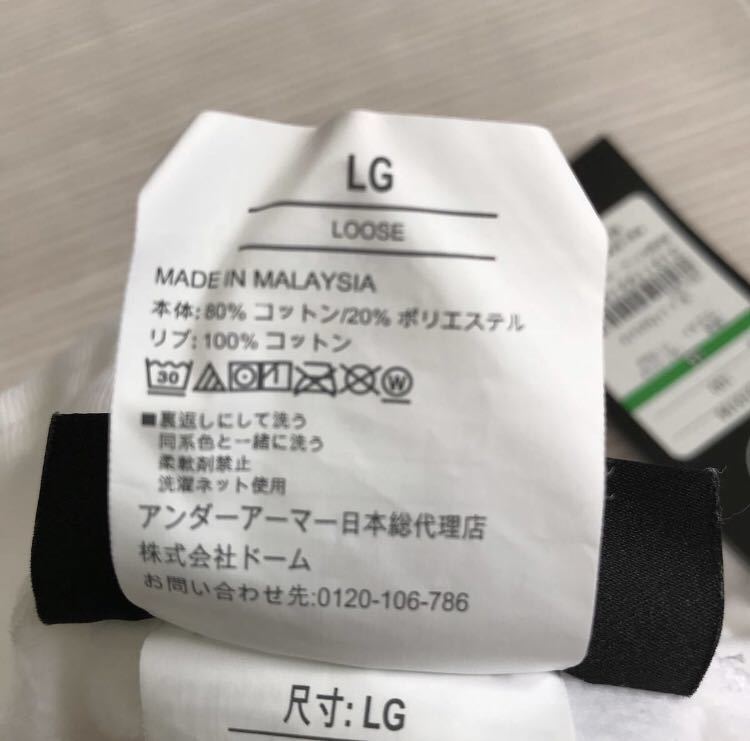 LG
LOOSE
MADE IN MALAYSIA
本体:80% コットン/20% ポリエステル
リブ:100% コットン
30
W
■裏返しにして洗う
同系色と一緒に洗う
柔軟剤禁止
洗濯ネット使用
アンダーアーマー日本総代理店
株式会社ドーム
お問い合わせ先:0120-106-786
尺寸: LG